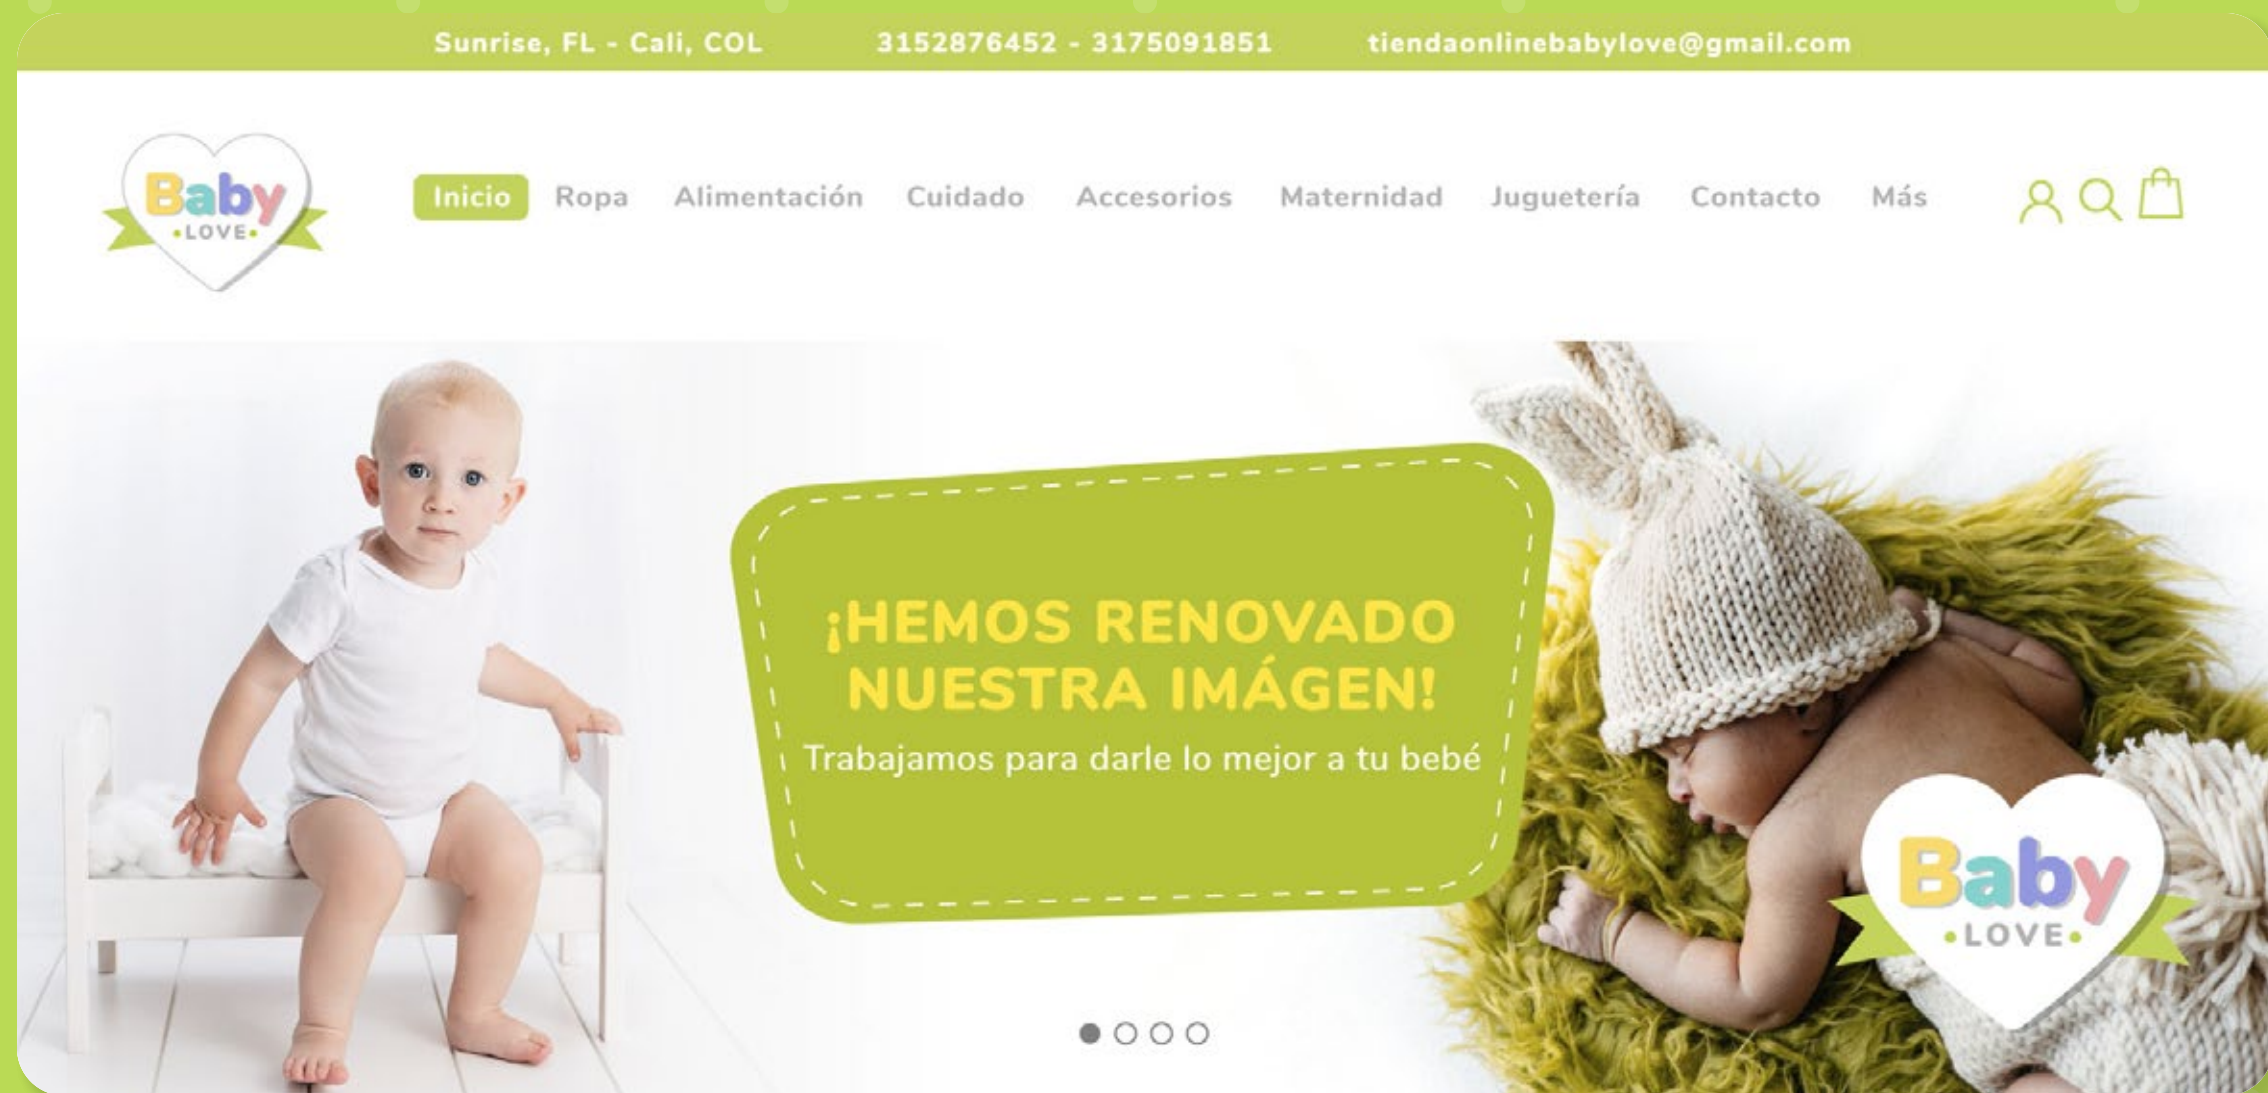 Sunrise, FL - Cali, COL
3152876452 - 3175091851
tiendaonlinebabylove@gmail.com
Baby
•LOVE•
Inicio
Ropa
Alimentación
Cuidado
Accesorios
Maternidad
Juguetería
Contacto
Más
¡HEMOS RENOVADO
NUESTRA IMÁGEN!
Trabajamos para darle lo mejor a tu bebé
Baby
•LOVE•